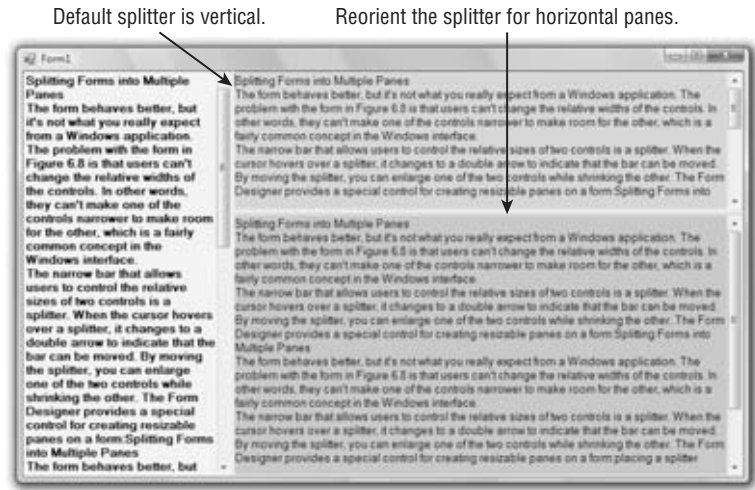 Default splitter is vertical.
Reorient the splitter for horizontal panes.
Form1
Splitting Forms into Multiple
Panes
The form behaves better, but
it's not what you really expect
from a Windows application.
The problem with the form in
Figure 6.8 is that users can't
change the relative widths of
the controls. In other words,
they can't make one of the
controls narrower to make room
for the other, which is a fairly
common concept in the
Windows interface.
The narrow bar that allows
users to control the relative
sizes of two controls is a
splitter. When the cursor hovers
over a splitter, it changes to a
double arrow to indicate that the
bar can be moved. By moving
the splitter, you can enlarge
one of the two controls while
shrinking the other. The Form
Designer provides a special
control for creating resizable
panes on a form:Splitting Forms
into Multiple Panes
The form behaves better, but
Splitting Forms into Multiple Panes
The form behaves better, but it's not what you really expect from a Windows application. The
problem with the form in Figure 6.8 is that users can't change the relative widths of the controls. In
other words, they can't make one of the controls narrower to make room for the other, which is a
fairly common concept in the Windows interface.
The narrow bar that allows users to control the relative sizes of two controls is a splitter. When the
cursor hovers over a splitter, it changes to a double arrow to indicate that the bar can be moved.
By moving the splitter, you can enlarge one of the two controls while shrinking the other. The Form
Designer provides a special control for creating resizable panes on a form Splitting Forms into
Splitting Forms into Multiple Panes
The form behaves better, but it's not what you really expect from a Windows application. The
problem with the form in Figure 6.8 is that users can't change the relative widths of the controls. In
other words, they can't make one of the controls narrower to make room for the other, which is a
fairly common concept in the Windows interface.
The narrow bar that allows users to control the relative sizes of two controls is a splitter. When the
cursor hovers over a splitter, it changes to a double arrow to indicate that the bar can be moved.
By moving the splitter, you can enlarge one of the two controls while shrinking the other. The Form
Designer provides a special control for creating resizable panes on a form:Splitting Forms into
Multiple Panes
The form behaves better, but it's not what you really expect from a Windows application. The
problem with the form in Figure 6.8 is that users can't change the relative widths of the controls. In
other words, they can't make one of the controls narrower to make room for the other, which is a
fairly common concept in the Windows interface.
The narrow bar that allows users to control the relative sizes of two controls is a splitter. When the
cursor hovers over a splitter, it changes to a double arrow to indicate that the bar can be moved.
By moving the splitter, you can enlarge one of the two controls while shrinking the other. The Form
Designer provides a special control for creating resizable panes on a form placing a splitter